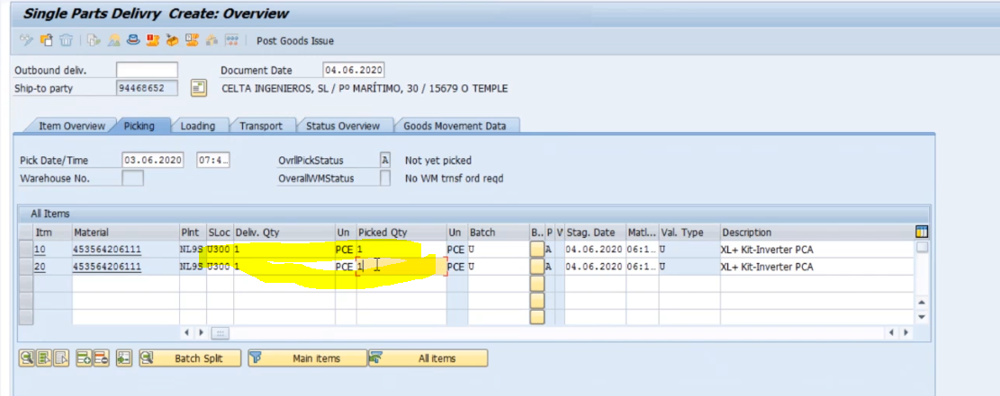 Single Parts Delivry Create: Overview
Post Goods Issue
Outbound deliv. Document Date 04.06.2020
Ship-to party 94468652 CELTA INGENIEROS, SL / Pº MARÍTIMO, 30 / 15679 O TEMPLE
Item Overview Picking Loading Transport Status Overview Goods Movement Data
Pick Date/Time 03.06.2020 07:4.. OvrllPickStatus A Not yet picked
Warehouse No. OverallWMStatus No WM trnsf ord reqd
All Items
Itm Material Plnt SLoc Deliv. Qty Un Picked Qty Un Batch B.. P V Stag. Date Matl... Val. Type Description
10 453564206111 NL9S U300 1 PCE 1 PCE U A 04.06.2020 06:1.. U XL+ Kit-Inverter PCA
20 453564206111 NL9S U300 1 PCE 1 PCE U A 04.06.2020 06:1.. U XL+ Kit-Inverter PCA
Batch Split Main items All items